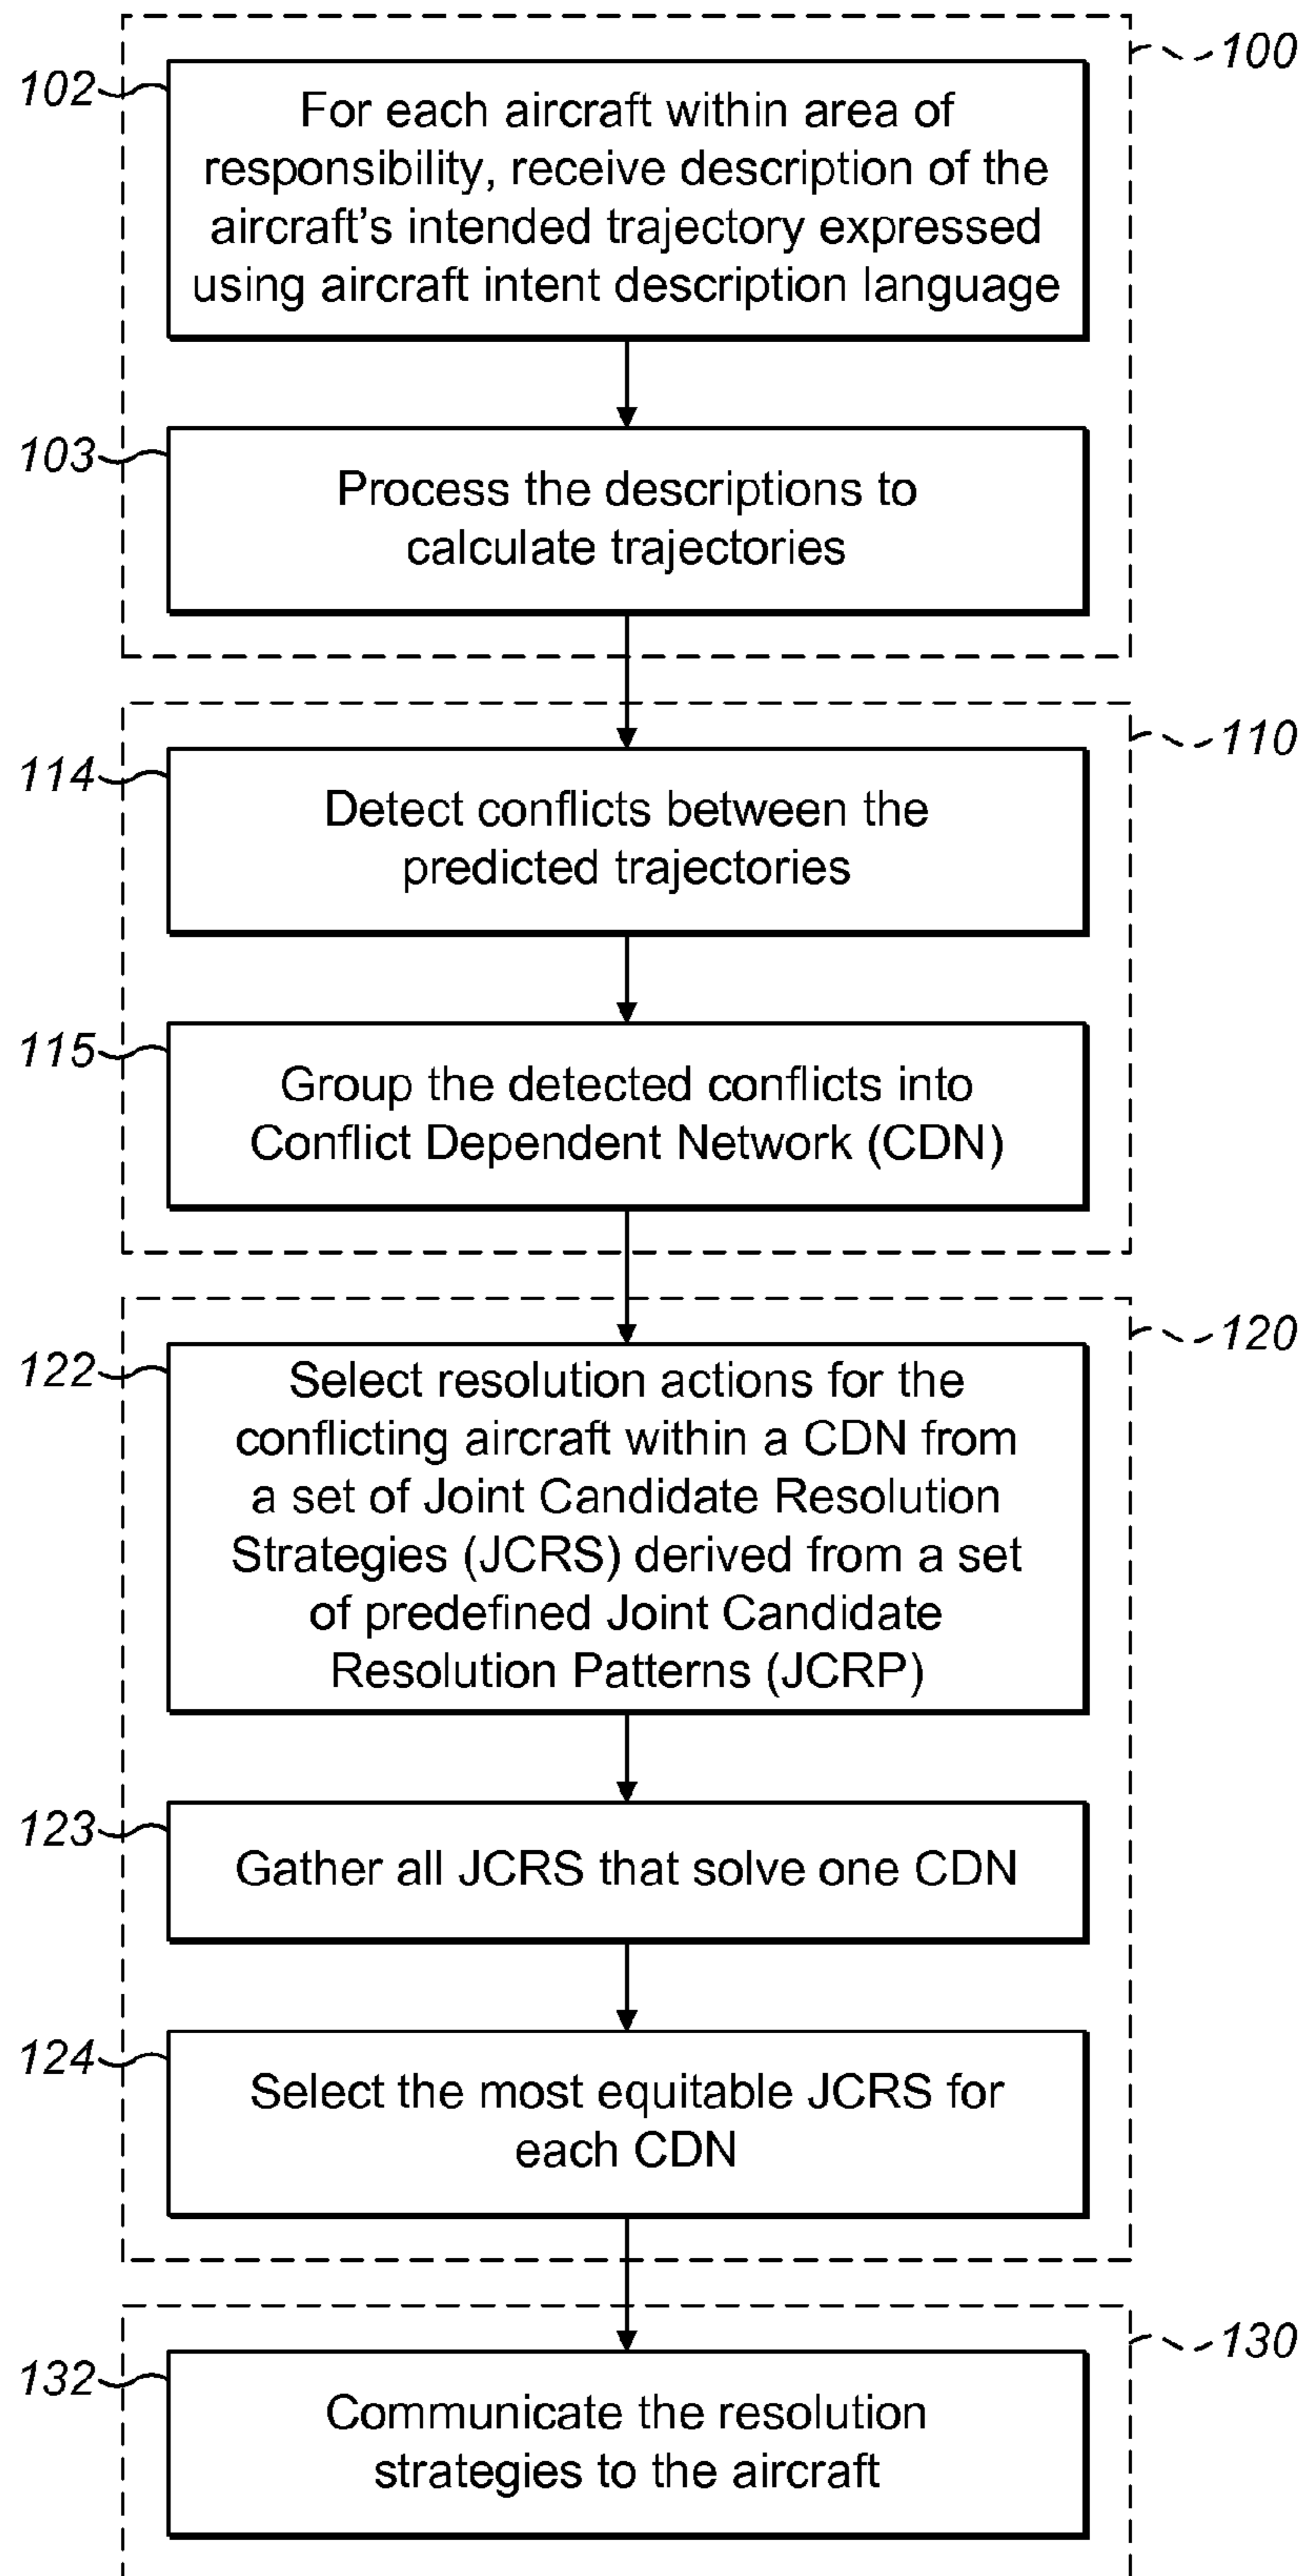 100
102
For each aircraft within area of
responsibility, receive description of the
aircraft's intended trajectory expressed
using aircraft intent description language
103
Process the descriptions to
calculate trajectories
110
114
Detect conflicts between the
predicted trajectories
115
Group the detected conflicts into
Conflict Dependent Network (CDN)
120
122
Select resolution actions for the
conflicting aircraft within a CDN from
a set of Joint Candidate Resolution
Strategies (JCRS) derived from a set
of predefined Joint Candidate
Resolution Patterns (JCRP)
123
Gather all JCRS that solve one CDN
124
Select the most equitable JCRS for
each CDN
130
132
Communicate the resolution
strategies to the aircraft